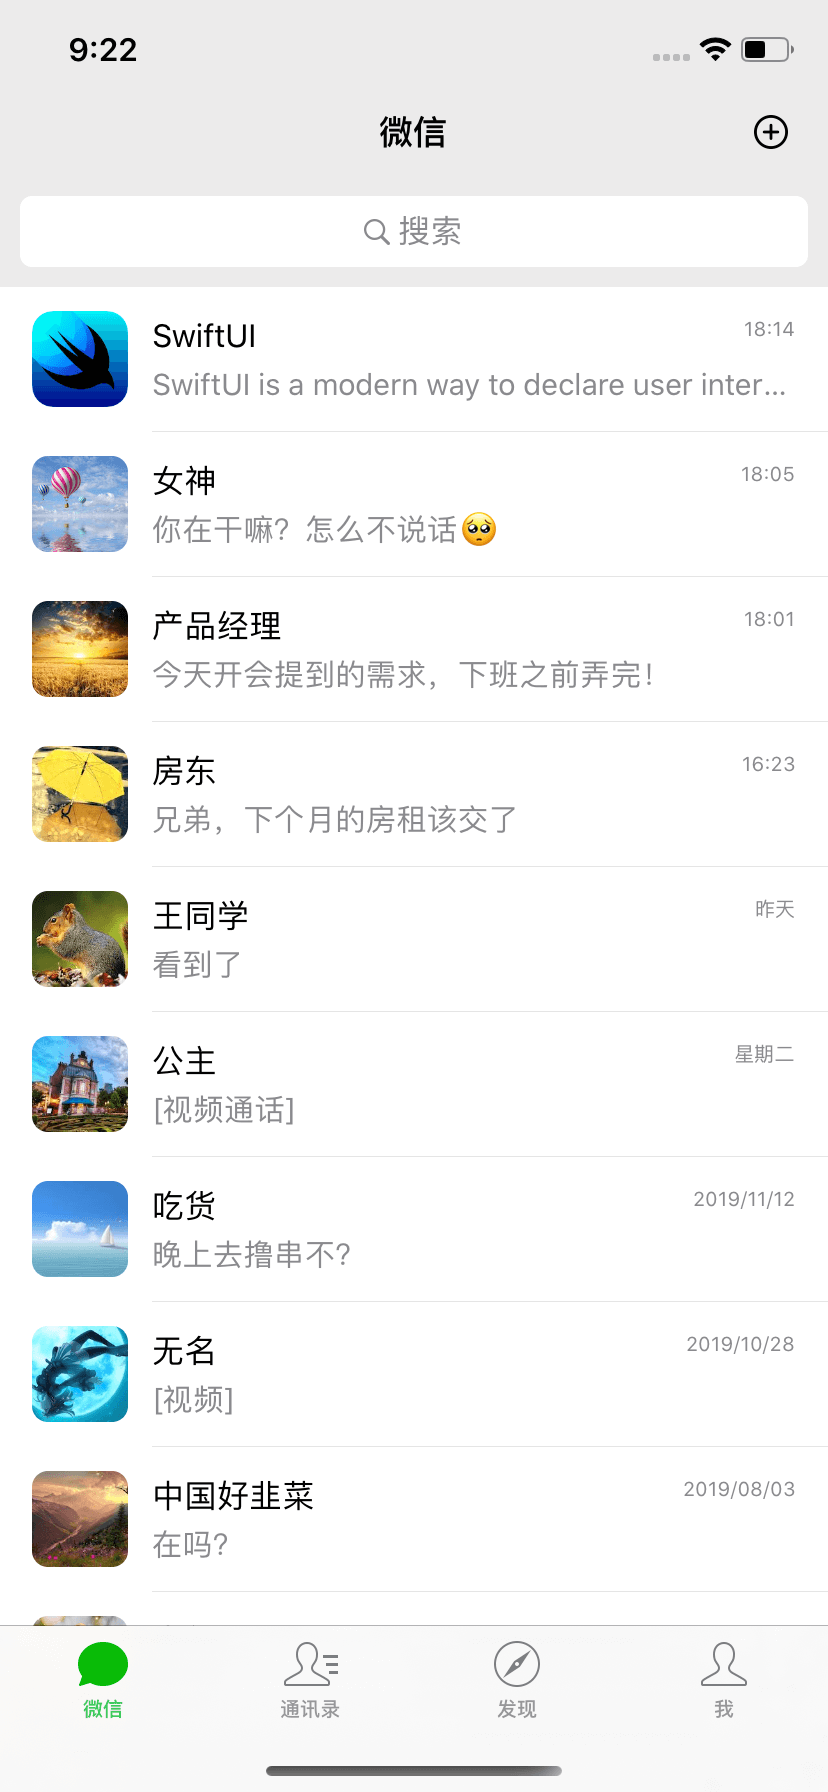 9:22
微信
搜索
SwiftUI
18:14
SwiftUI is a modern way to declare user inter...
女神
18:05
你在干嘛？怎么不说话🥺
产品经理
18:01
今天开会提到的需求，下班之前弄完！
房东
16:23
兄弟，下个月的房租该交了
王同学
昨天
看到了
公主
星期二
[视频通话]
吃货
2019/11/12
晚上去撸串不？
无名
2019/10/28
[视频]
中国好韭菜
2019/08/03
在吗？
微信
通讯录
发现
我